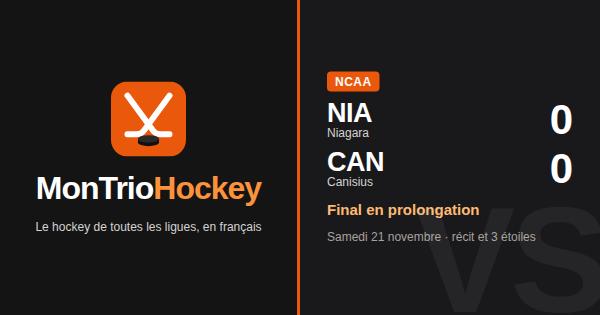 MonTrioHockey
Le hockey de toutes les ligues, en français
NCAA
NIA 0
Niagara
CAN 0
Canisius
Final en prolongation
Samedi 21 novembre · récit et 3 étoiles
VS